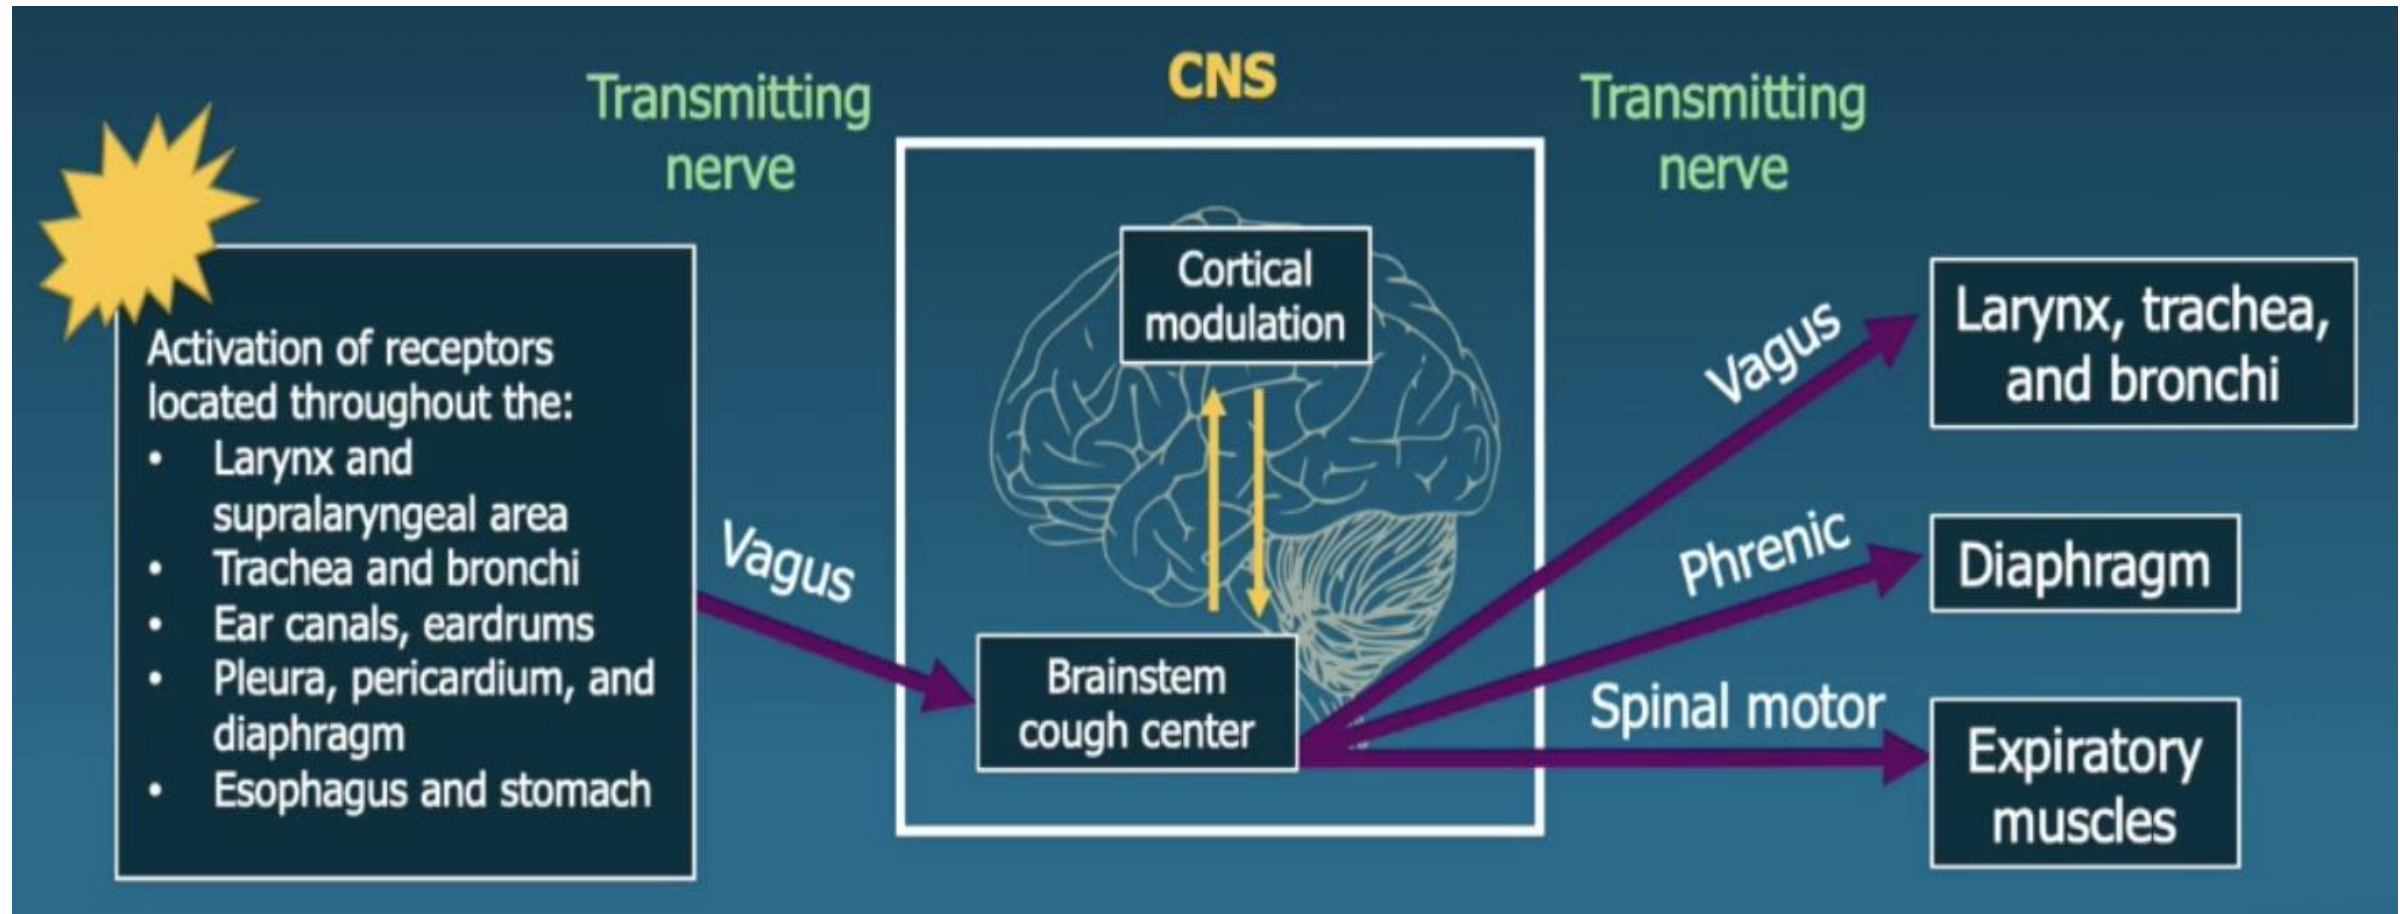 Transmitting
nerve
CNS
Transmitting
nerve
Activation of receptors
located throughout the:
• Larynx and
supralaryngeal area
• Trachea and bronchi
• Ear canals, eardrums
• Pleura, pericardium, and
diaphragm
• Esophagus and stomach
Vagus
Cortical
modulation
Brainstem
cough center
Vagus
Larynx, trachea,
and bronchi
Phrenic
Diaphragm
Spinal motor
Expiratory
muscles